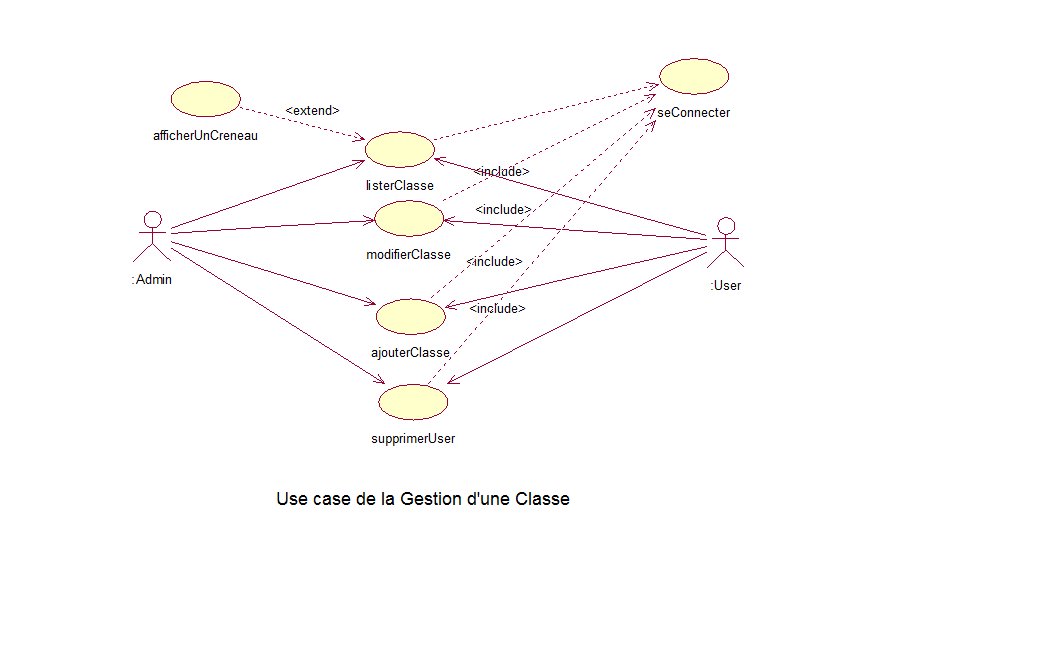 <extend>
seConnecter
afficherUnCreneau
<include>
listerClasse
<include>
modifierClasse
<include>
:Admin
:User
<include>
ajouterClasse
supprimerUser
Use case de la Gestion d'une Classe